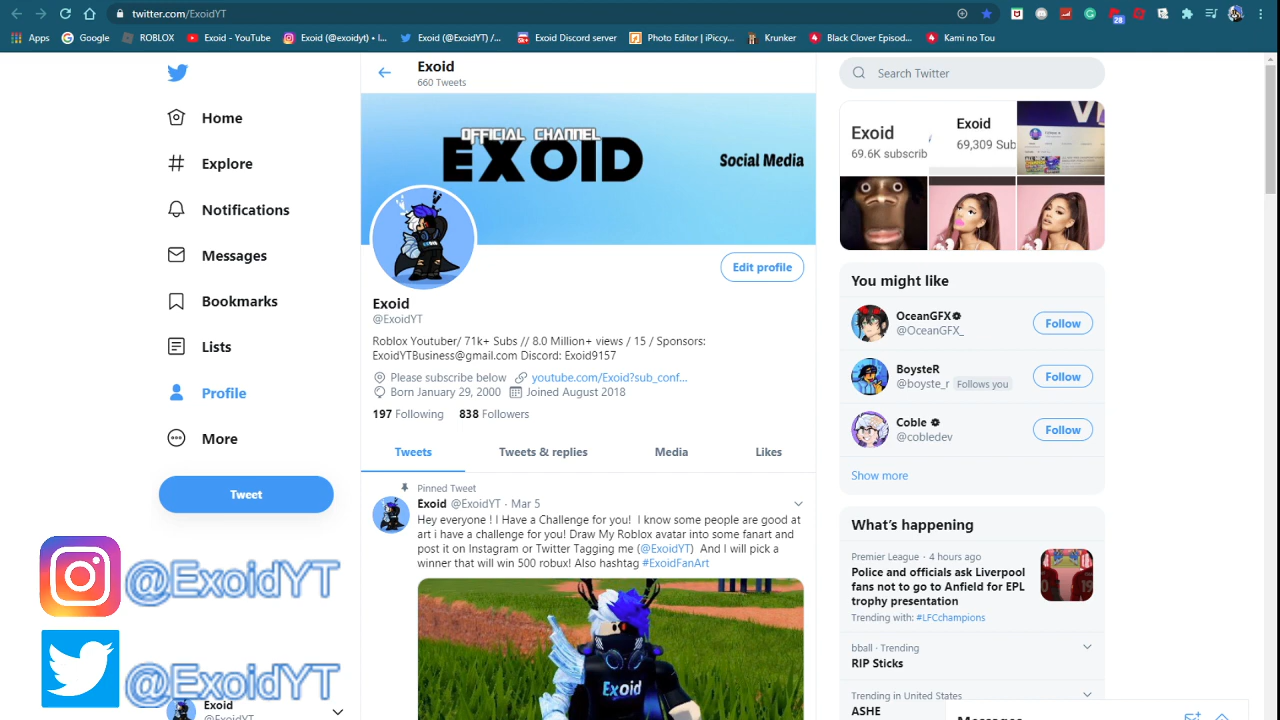 twitter.com/ExoidYT
28
Apps
Google
ROBLOX
Exoid - YouTube
Exoid (@exoidyt) • I...
Exoid (@ExoidYT) /...
Exoid Discord server
Photo Editor | iPiccy...
Krunker
Black Clover Episod...
Kami no Tou
Home
Explore
Notifications
Messages
Bookmarks
Lists
Profile
More
Tweet
@ExoidYT
@ExoidYT
Exoid
@ExoidYT
Exoid
660 Tweets
OFFICIAL CHANNEL
EXOID
Social Media
Edit profile
Exoid
@ExoidYT
Roblox Youtuber/ 71k+ Subs // 8.0 Million+ views / 15 / Sponsors:
ExoidYTBusiness@gmail.com Discord: Exoid9157
Please subscribe below youtube.com/Exoid?sub_conf...
Born January 29, 2000 Joined August 2018
197 Following 838 Followers
Tweets Tweets & replies Media Likes
Pinned Tweet
Exoid @ExoidYT · Mar 5
Hey everyone ! I Have a Challenge for you! I know some people are good at
art i have a challenge for you! Draw My Roblox avatar into some fanart and
post it on Instagram or Twitter Tagging me (@ExoidYT) And I will pick a
winner that will win 500 robux! Also hashtag #ExoidFanArt
Exoid
Search Twitter
Exoid
69.6K subscrib
Exoid
69,309 Sub
You might like
OceanGFX
@OceanGFX_
Follow
BoysteR
@boyste_r Follows you
Follow
Coble
@cobledev
Follow
Show more
What's happening
Premier League · 4 hours ago
Police and officials ask Liverpool
fans not to go to Anfield for EPL
trophy presentation
Trending with: #LFCchampions
bball · Trending
RIP Sticks
Trending in United States
ASHE
Messages